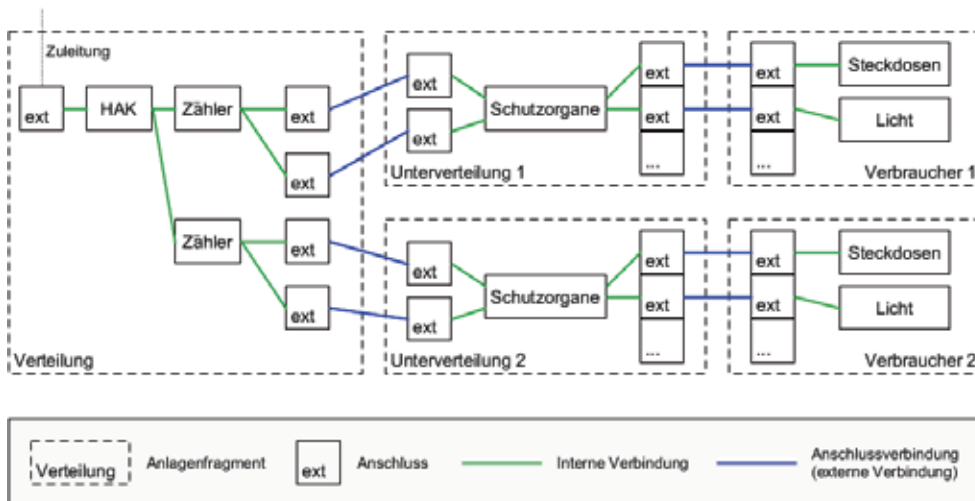 Zuleitung
ext
HAK
Zähler
ext
ext
Zähler
ext
ext
Verteilung
ext
ext
Schutzorgane
ext
ext
...
Unterverteilung 1
ext
ext
...
Steckdosen
Licht
Verbraucher 1
ext
ext
Schutzorgane
ext
ext
...
Unterverteilung 2
ext
ext
...
Steckdosen
Licht
Verbraucher 2
Verteilung
Anlagenfragment
ext
Anschluss
Interne Verbindung
Anschlussverbindung
(externe Verbindung)